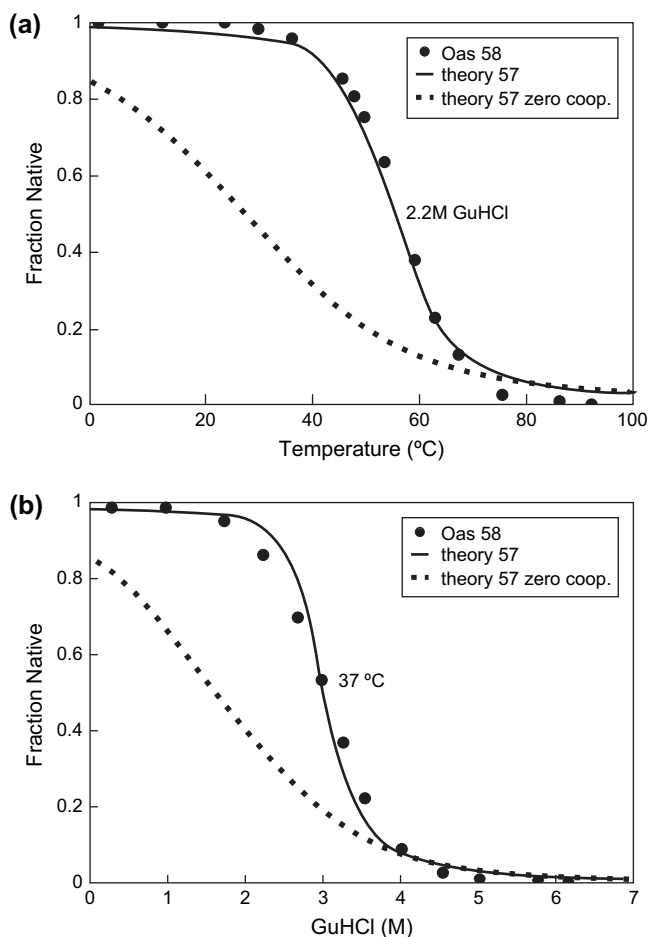 (a)
1
0.8
0.6
0.4
0.2
0
Fraction Native
Oas 58
theory 57
theory 57 zero coop.
2.2M GuHCl
0 20 40 60 80 100
Temperature (ºC)
(b)
1
0.8
0.6
0.4
0.2
0
Fraction Native
Oas 58
theory 57
theory 57 zero coop.
37 ºC
0 1 2 3 4 5 6 7
GuHCl (M)